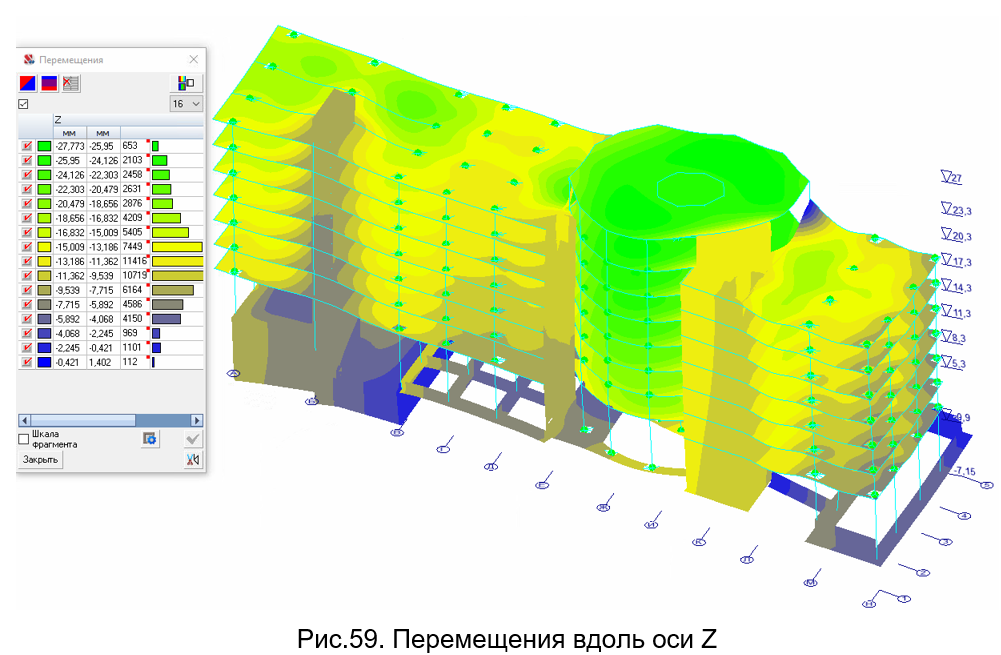 Перемещения
16
Z
мм мм
-27,773 -25,95 653
-25,95 -24,126 2103
-24,126 -22,303 2458
-22,303 -20,479 2631
-20,479 -18,656 2876
-18,656 -16,832 4209
-16,832 -15,009 5405
-15,009 -13,186 7449
-13,186 -11,362 11416
-11,362 -9,539 10719
-9,539 -7,715 6164
-7,715 -5,892 4586
-5,892 -4,068 4150
-4,068 -2,245 969
-2,245 -0,421 1101
-0,421 1,402 112
Шкала
фрагмента
Закрыть
27
23,3
20,3
17,3
14,3
11,3
8,3
5,3
-7,15
А
В
Г
Д
Е
Ж
И
К
Л
М
Н
1
2
3
4
5
Рис.59. Перемещения вдоль оси Z